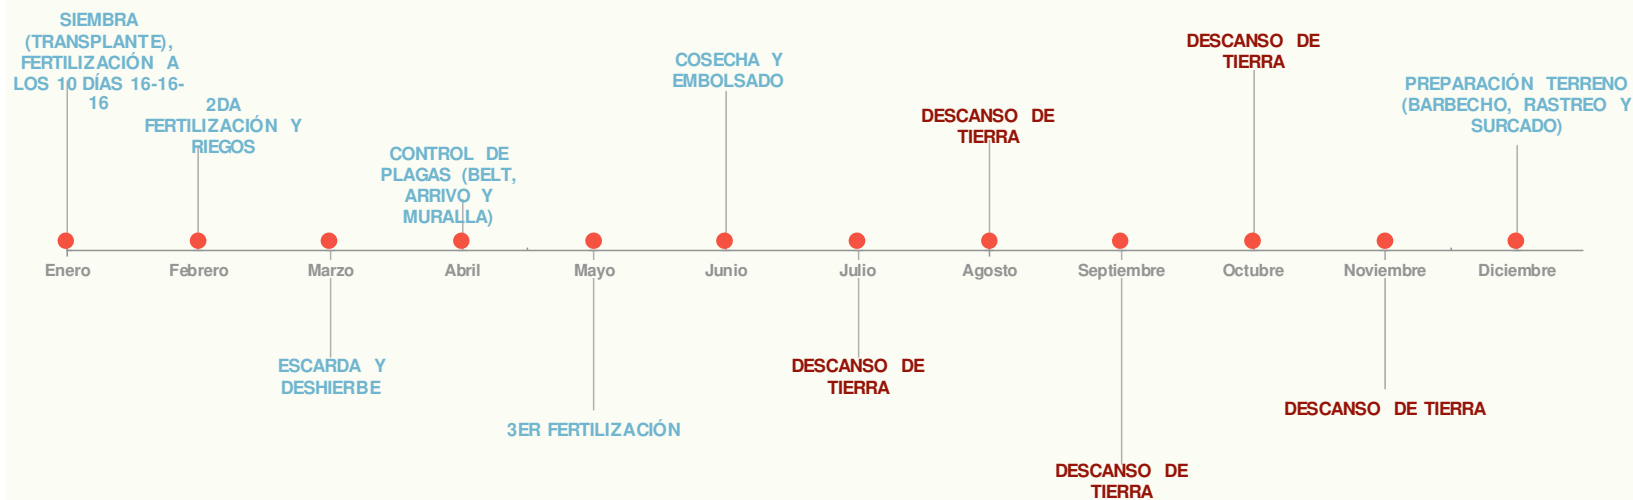 SIEMBRA
(TRANSPLANTE),
FERTILIZACIÓN A
LOS 10 DÍAS 16-16-
16
2DA
FERTILIZACIÓN Y
RIEGOS
CONTROL DE
PLAGAS (BELT,
ARRIVO Y
MURALLA)
COSECHA Y
EMBOLSADO
DESCANSO DE
TIERRA
DESCANSO DE
TIERRA
PREPARACIÓN TERRENO
(BARBECHO, RASTREO Y
SURCADO)
Enero Febrero Marzo Abril Mayo Junio Julio Agosto Septiembre Octubre Noviembre Diciembre
ESCARDA Y
DESHIERBE
3ER FERTILIZACIÓN
DESCANSO DE
TIERRA
DESCANSO DE
TIERRA
DESCANSO DE TIERRA